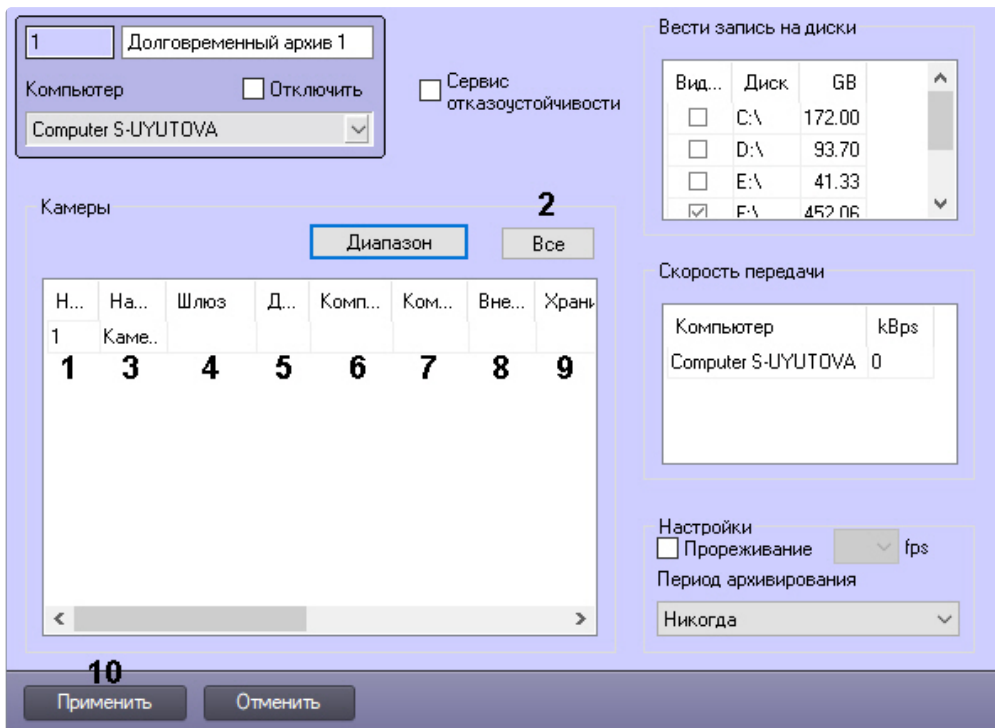 1 Долговременный архив 1
Компьютер Отключить
Computer S-UYUTOVA
Сервис
отказоустойчивости
Вести запись на диски
Вид... Диск GB
C:\ 172.00
D:\ 93.70
E:\ 41.33
F:\ 452.06
Камеры
2
Диапазон Все
Н... На... Шлюз Д... Комп... Ком... Вне... Храни
1 Каме..
1 3 4 5 6 7 8 9
Скорость передачи
Компьютер kBps
Computer S-UYUTOVA 0
Настройки
Прореживание fps
Период архивирования
Никогда
10
Применить Отменить